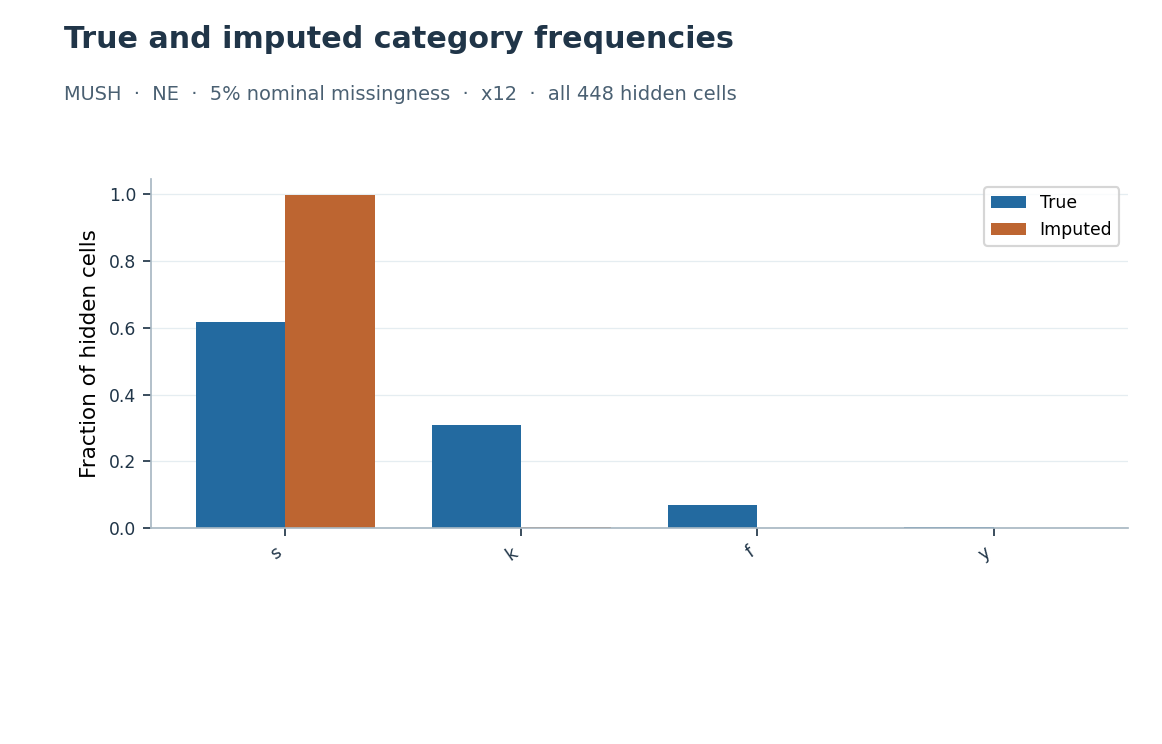 True and imputed category frequencies
MUSH · NE · 5% nominal missingness · x12 · all 448 hidden cells
Fraction of hidden cells
1.0
0.8
0.6
0.4
0.2
0.0
True
Imputed
s
k
f
y